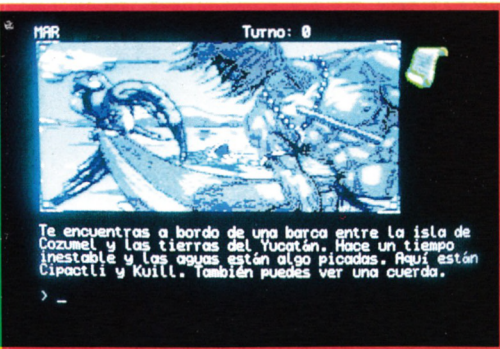 MAR Turno: 0
Te encuentras a bordo de una barca entre la isla de
Cozumel y las tierras del Yucatán. Hace un tiempo
inestable y las aguas están algo picadas. Aquí están
Cipactli y Kuill. También puedes ver una cuerda.
> _